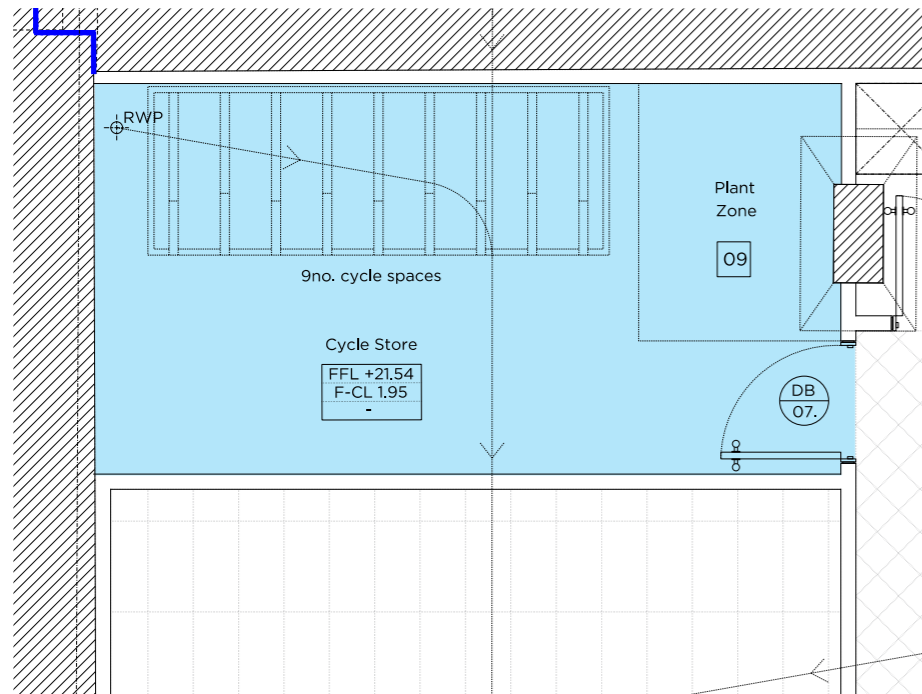 RWP
Plant
Zone
09
9no. cycle spaces
Cycle Store
FFL +21.54
F-CL 1.95
-
DB
07.